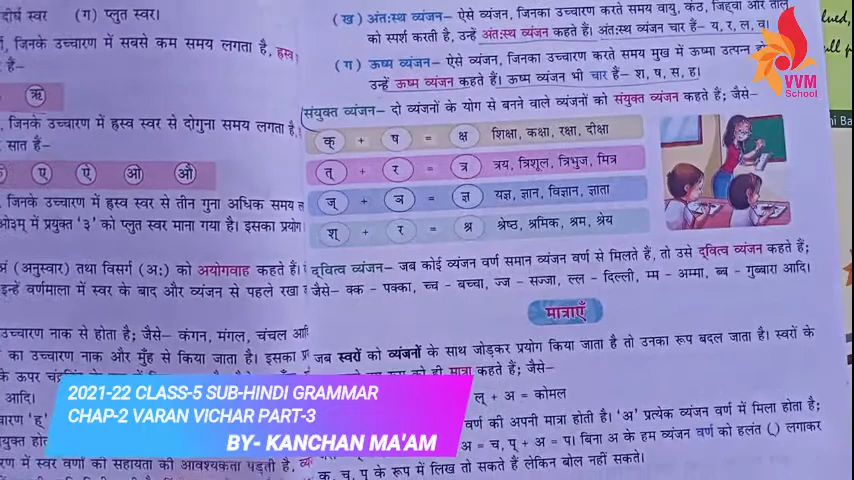 दीर्घ स्वर (ग) प्लुत स्वर।
जिनके उच्चारण में सबसे कम समय लगता है, ह्रस्व
हैं-
ऋ
जिनके उच्चारण में ह्रस्व स्वर से दोगुना समय लगता है,
सात हैं-
ए ऐ ओ औ
जिनके उच्चारण में ह्रस्व स्वर से तीन गुना अधिक समय
ओ३म् में प्रयुक्त '३' को प्लुत स्वर माना गया है। इसका प्रयोग
अं (अनुस्वार) तथा विसर्ग (अः) को अयोगवाह कहते हैं।
इन्हें वर्णमाला में स्वर के बाद और व्यंजन से पहले रखा
उच्चारण नाक से होता है; जैसे- कंगन, मंगल, चंचल
का उच्चारण नाक और मुँह से किया जाता है। इसका
के ऊपर
आदि।
(ख) अंतःस्थ व्यंजन- ऐसे व्यंजन, जिनका उच्चारण करते समय वायु, कंठ, जिह्वा और तालु
को स्पर्श करती है, उन्हें अंतःस्थ व्यंजन कहते हैं। अंतःस्थ व्यंजन चार हैं- य, र, ल, व।
(ग) ऊष्म व्यंजन- ऐसे व्यंजन, जिनका उच्चारण करते समय मुख में ऊष्मा उत्पन्न
उन्हें ऊष्म व्यंजन कहते हैं। ऊष्म व्यंजन भी चार हैं- श, ष, स, ह।
संयुक्त व्यंजन- दो व्यंजनों के योग से बनने वाले व्यंजनों को संयुक्त व्यंजन कहते हैं; जैसे-
क् + ष = क्ष शिक्षा, कक्षा, रक्षा, दीक्षा
त् + र = त्र त्रय, त्रिशूल, त्रिभुज, मित्र
ज् + ञ = ज्ञ यज्ञ, ज्ञान, विज्ञान, ज्ञाता
श् + र = श्र श्रेष्ठ, श्रमिक, श्रम, श्रेय
द्वित्व व्यंजन- जब कोई व्यंजन वर्ण समान व्यंजन वर्ण से मिलते हैं, तो उसे द्वित्व व्यंजन कहते हैं;
जैसे- क्क - पक्का, च्च - बच्चा, ज्ज - सज्जा, ल्ल - दिल्ली, म्म - अम्मा, ब्ब - गुब्बारा आदि।
मात्राएँ
जब स्वरों को व्यंजनों के साथ जोड़कर प्रयोग किया जाता है तो उनका रूप बदल जाता है। स्वरों के
को ही मात्रा कहते हैं; जैसे-
ल् + अ = कोमल
वर्ण की अपनी मात्रा होती है। 'अ' प्रत्येक व्यंजन वर्ण में मिला होता है;
अ = च, प् + अ = प। बिना अ के हम व्यंजन वर्ण को हलंत (्) लगाकर
क्, च्, प् के रूप में लिख तो सकते हैं लेकिन बोल नहीं सकते।
में स्वर वर्णों की सहायता की आवश्यकता पड़ती है,
VVM
School
2021-22 CLASS-5 SUB-HINDI GRAMMAR
CHAP-2 VARAN VICHAR PART-3
BY- KANCHAN MA'AM